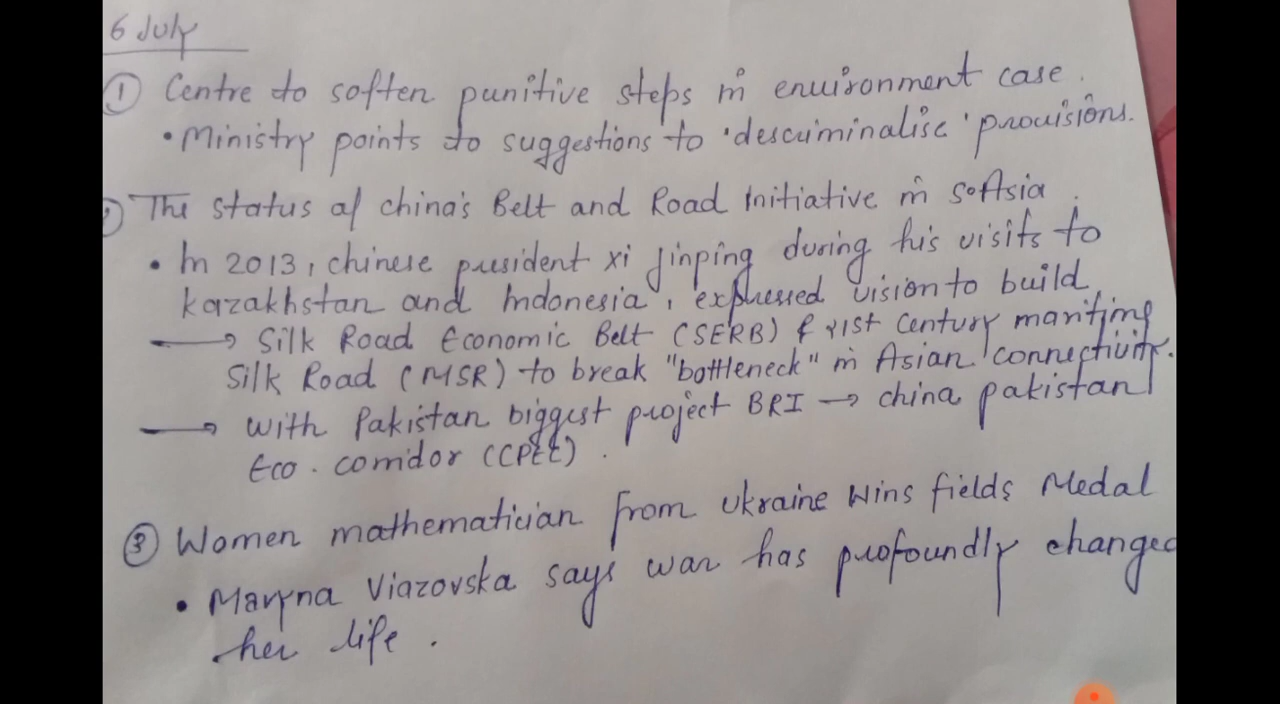 6 July
① Centre to soften punitive steps in environment case.
• Ministry points to suggestions to 'descriminalise' provisions.
The status of china's Belt and Road Initiative in S.Asia.
• In 2013, chinese president xi Jinping during his visits to
kazakhstan and Indonesia, expressed vision to build
→ Silk Road Economic Belt (SERB) & 21st Century maritime
Silk Road (MSR) to break "bottleneck" in Asian connectivity.
→ with Pakistan biggest project BRI → china pakistan
Eco. corridor (CPEC).
③ Women mathematician from Ukraine wins fields Medal
• Maryna Viazovska says war has profoundly changed
her life.